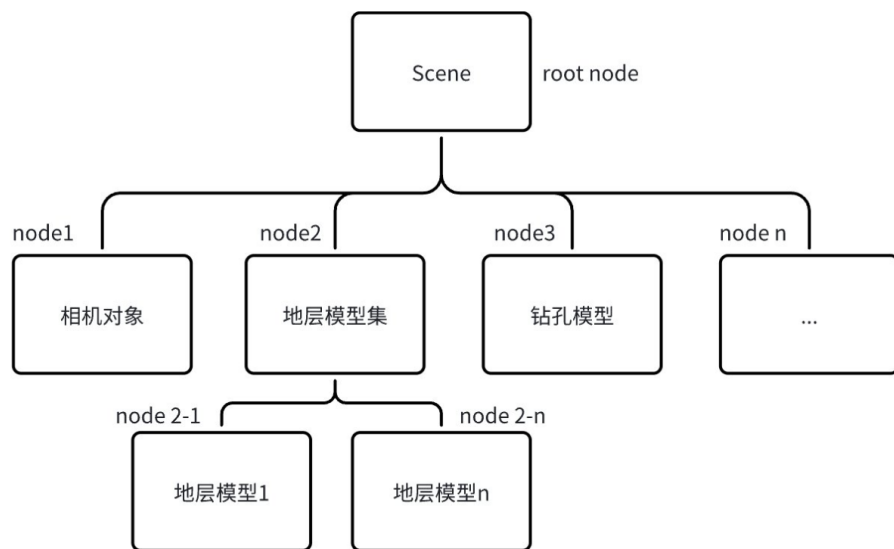 Scene
root node
node1
node2
node3
node n
相机对象
地层模型集
钻孔模型
...
node 2-1
node 2-n
地层模型1
地层模型n